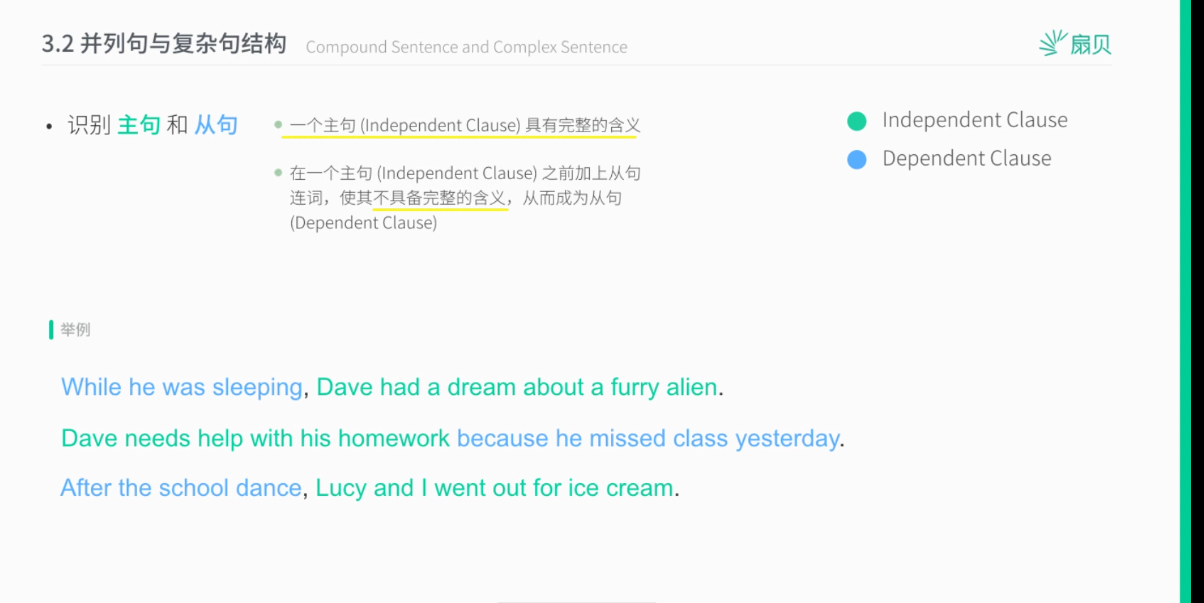 3.2 并列句与复杂句结构 Compound Sentence and Complex Sentence
扇贝
• 识别 主句 和 从句
一个主句 (Independent Clause) 具有完整的含义
在一个主句 (Independent Clause) 之前加上从句
连词，使其不具备完整的含义，从而成为从句
(Dependent Clause)
Independent Clause
Dependent Clause
举例
While he was sleeping, Dave had a dream about a furry alien.
Dave needs help with his homework because he missed class yesterday.
After the school dance, Lucy and I went out for ice cream.